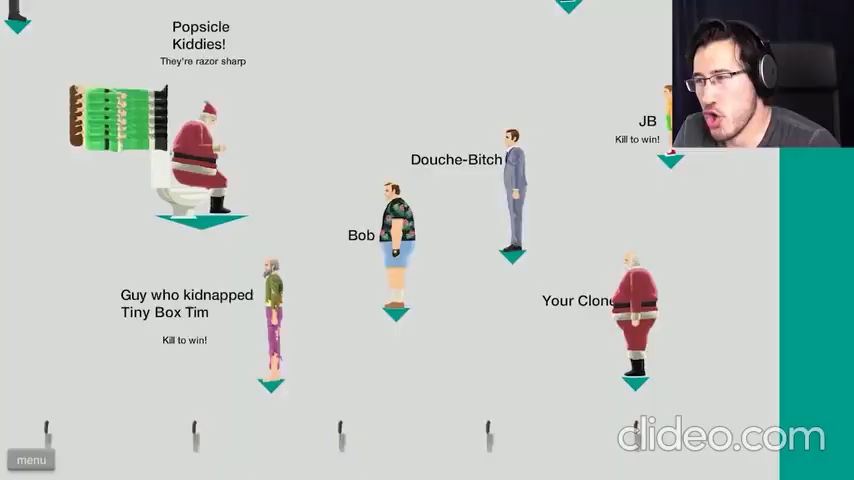 Popsicle
Kiddies!
They're razor sharp
JB
Kill to win!
Douche-Bitch
Bob
Guy who kidnapped
Tiny Box Tim
Kill to win!
Your Clone
menu
clideo.com